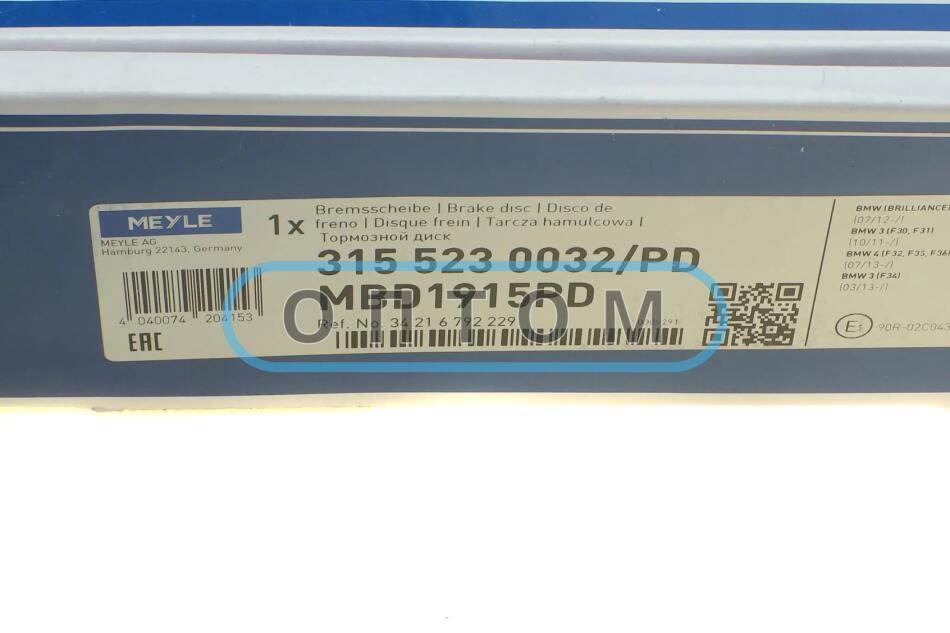 MEYLE
MEYLE AG
Hamburg 22143, Germany
4 040074 204153
EAC
1x
Bremsscheibe | Brake disc | Disco de
freno | Disque frein | Tarcza hamulcowa |
Тормозной диск
315 523 0032/PD
MBD1915PD
Ref. No. 34 21 6 792 229
ОПТОМ
BMW (BRILLIANCE
(07/12-/)
BMW 3 (F30, F31)
(10/11-/)
BMW 4 (F32, F33, F36)
(07/13-/)
BMW 3 (F34)
(03/13-/)
E1
90R-02C043